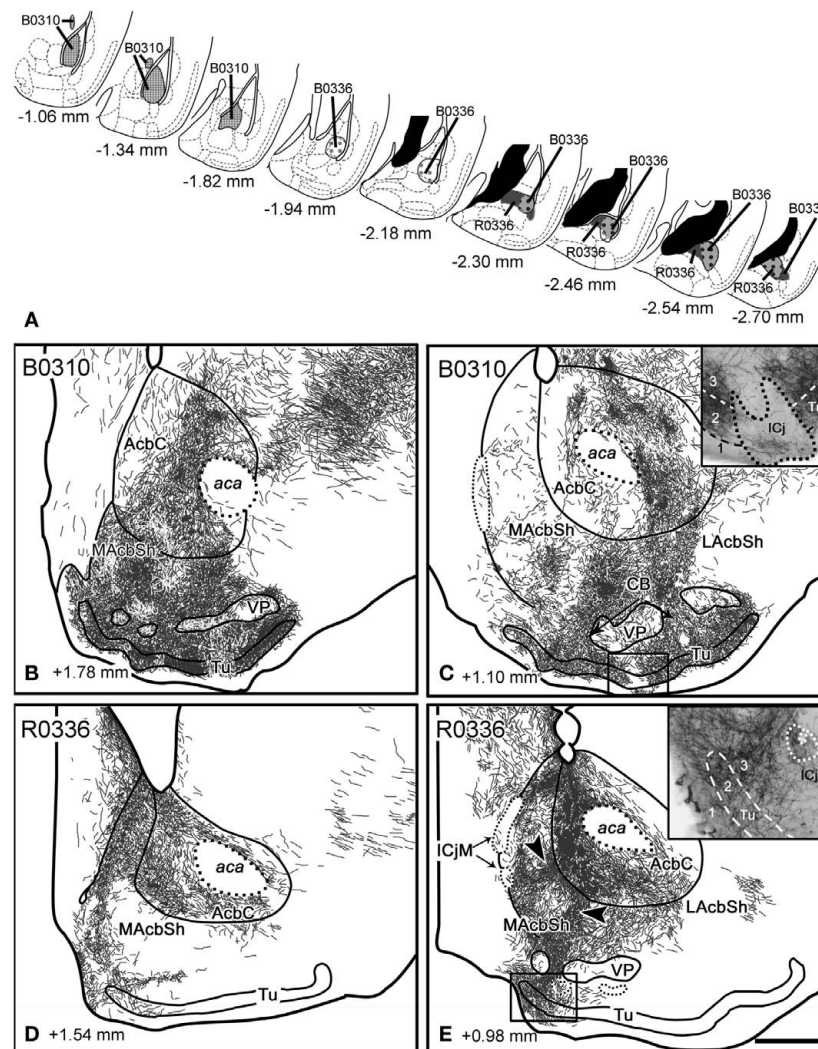 B0310
B0310
B0310
B0336
B0336
B0336
B0336
B0336
B033
R0336
R0336
R0336
R0336
-1.06 mm
-1.34 mm
-1.82 mm
-1.94 mm
-2.18 mm
-2.30 mm
-2.46 mm
-2.54 mm
-2.70 mm
A
B0310
AcbC
aca
MAcbSh
VP
Tu
B +1.78 mm
B0310
3
2
1
ICj
Tu
aca
AcbC
MAcbSh
LAcbSh
CB
VP
Tu
C +1.10 mm
R0336
aca
AcbC
MAcbSh
Tu
D +1.54 mm
R0336
3
2
1
Tu
ICj
ICjM
aca
AcbC
LAcbSh
MAcbSh
VP
Tu
E +0.98 mm